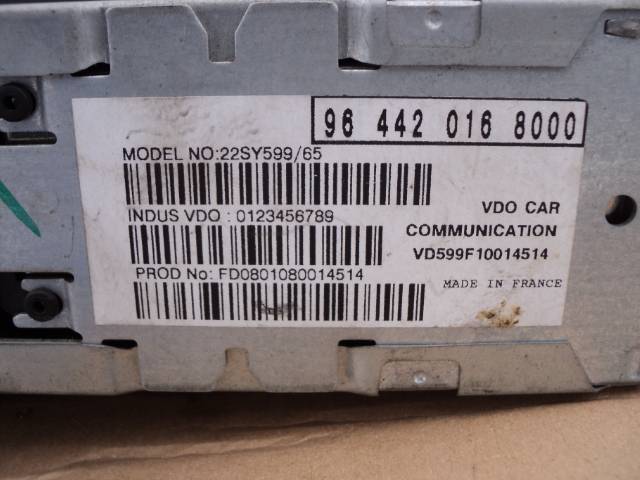 96 442 016 8000
MODEL NO:22SY599/65
INDUS VDO : 0123456789
PROD No: FD0801080014514
VDO CAR
COMMUNICATION
VD599F10014514
MADE IN FRANCE